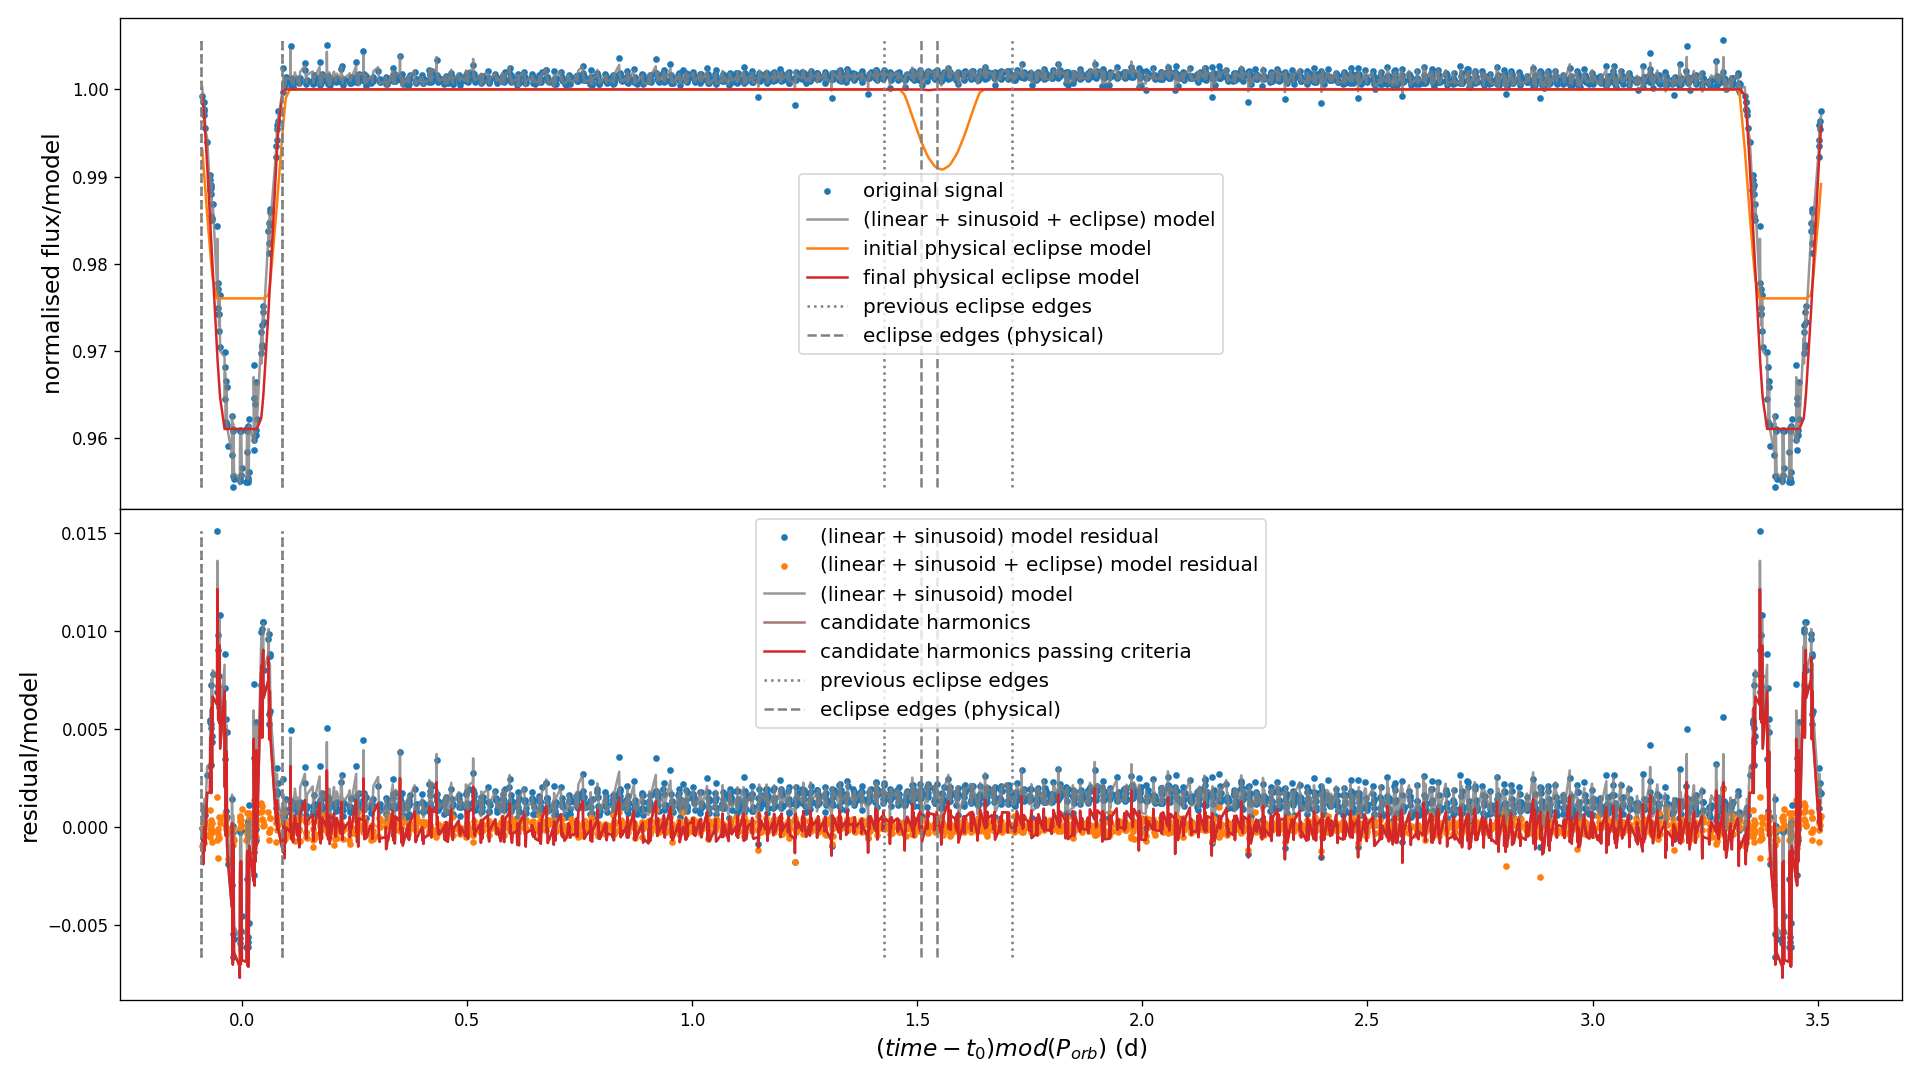 normalised flux/model
1.00
0.99
0.98
0.97
0.96
original signal
(linear + sinusoid + eclipse) model
initial physical eclipse model
final physical eclipse model
previous eclipse edges
eclipse edges (physical)
residual/model
0.015
0.010
0.005
0.000
−0.005
(linear + sinusoid) model residual
(linear + sinusoid + eclipse) model residual
(linear + sinusoid) model
candidate harmonics
candidate harmonics passing criteria
previous eclipse edges
eclipse edges (physical)
0.0 0.5 1.0 1.5 2.0 2.5 3.0 3.5
(time − t₀)mod(Pₒᵣᵦ) (d)